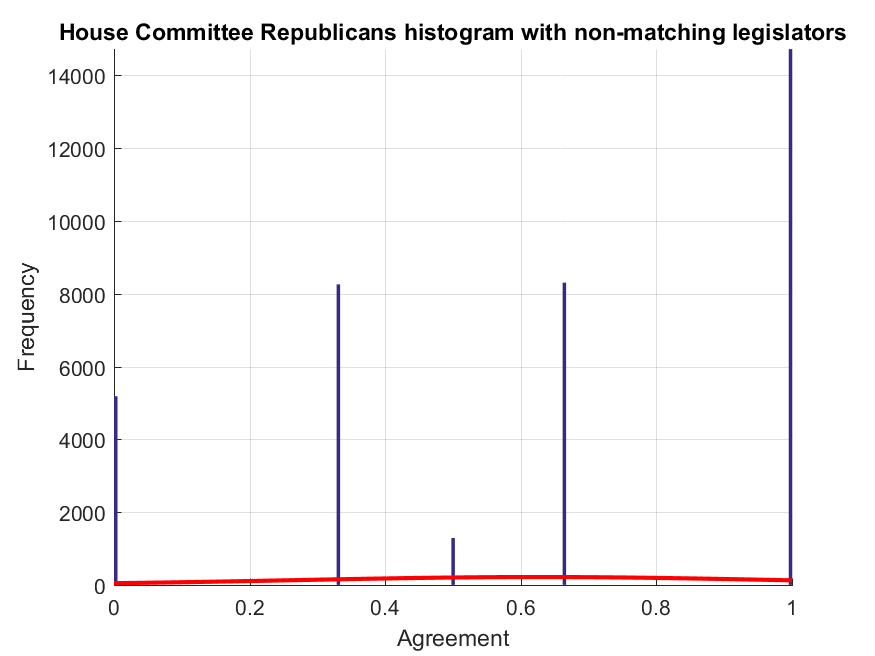 House Committee Republicans histogram with non-matching legislators
14000
12000
10000
8000
6000
4000
2000
0
Frequency
0 0.2 0.4 0.6 0.8 1
Agreement